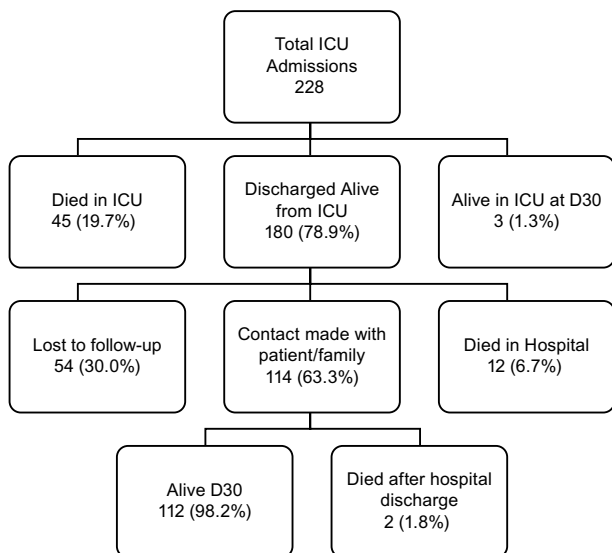 Total ICU
Admissions
228
Died in ICU
45 (19.7%)
Discharged Alive
from ICU
180 (78.9%)
Alive in ICU at D30
3 (1.3%)
Lost to follow-up
54 (30.0%)
Contact made with
patient/family
114 (63.3%)
Died in Hospital
12 (6.7%)
Alive D30
112 (98.2%)
Died after hospital
discharge
2 (1.8%)